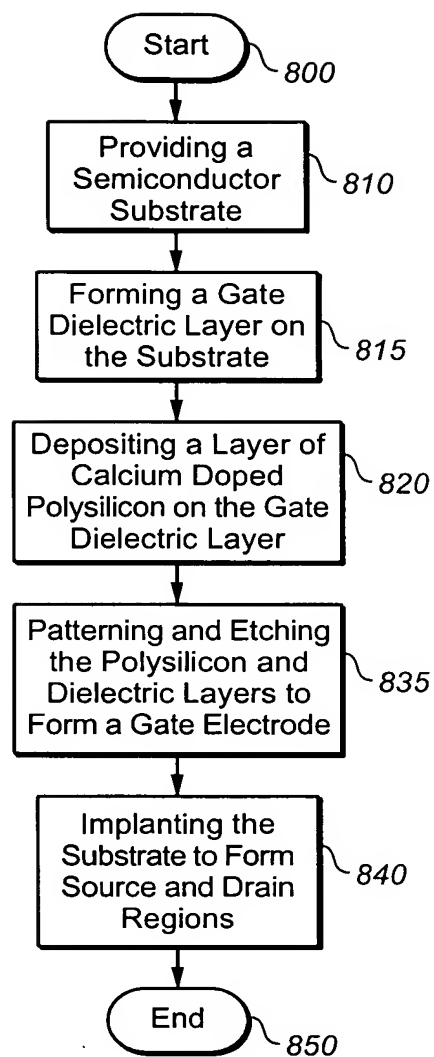 Start
800
Providing a
Semiconductor
Substrate
810
Forming a Gate
Dielectric Layer on
the Substrate
815
Depositing a Layer of
Calcium Doped
Polysilicon on the Gate
Dielectric Layer
820
Patterning and Etching
the Polysilicon and
Dielectric Layers to
Form a Gate Electrode
835
Implanting the
Substrate to Form
Source and Drain
Regions
840
End
850